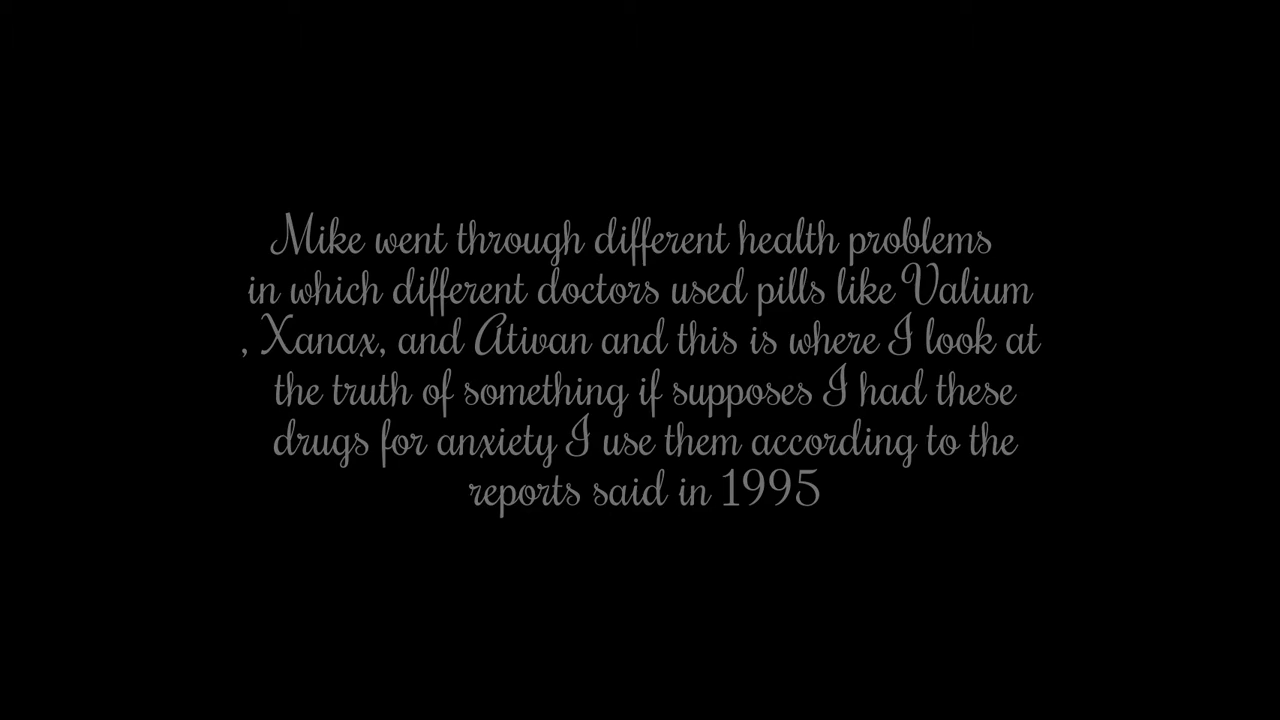 Mike went through different health problems
in which different doctors used pills like Valium
, Xanax, and Ativan and this is where I look at
the truth of something if supposes I had these
drugs for anxiety I use them according to the
reports said in 1995